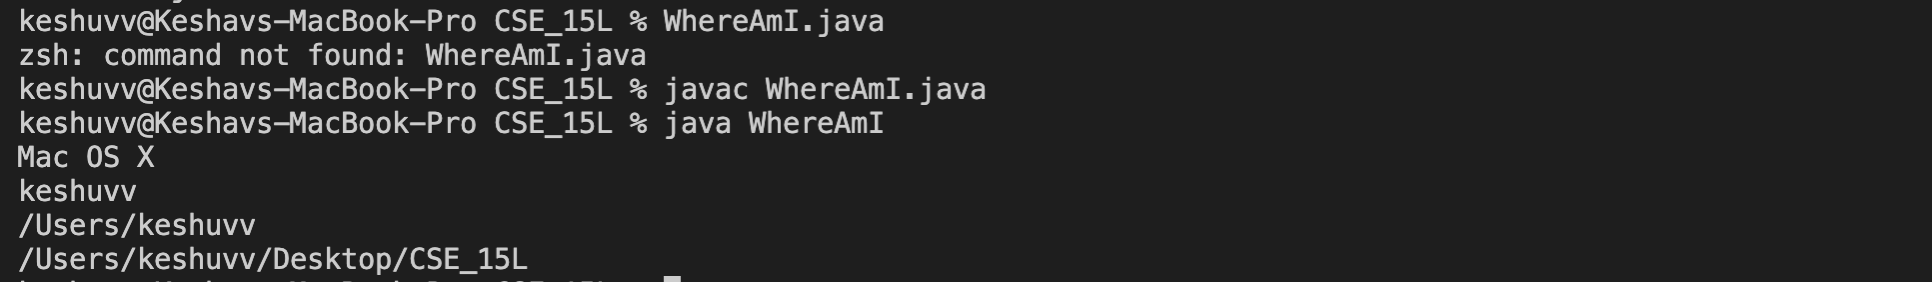 keshuvv@Keshavs-MacBook-Pro CSE_15L % WhereAmI.java
zsh: command not found: WhereAmI.java
keshuvv@Keshavs-MacBook-Pro CSE_15L % javac WhereAmI.java
keshuvv@Keshavs-MacBook-Pro CSE_15L % java WhereAmI
Mac OS X
keshuvv
/Users/keshuvv
/Users/keshuvv/Desktop/CSE_15L